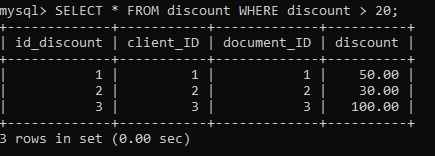 mysql> SELECT * FROM discount WHERE discount > 20;
+-------------+-----------+-------------+----------+
| id_discount | client_ID | document_ID | discount |
+-------------+-----------+-------------+----------+
|           1 |         1 |           1 |    50.00 |
|           2 |         2 |           2 |    30.00 |
|           3 |         3 |           3 |   100.00 |
+-------------+-----------+-------------+----------+
3 rows in set (0.00 sec)